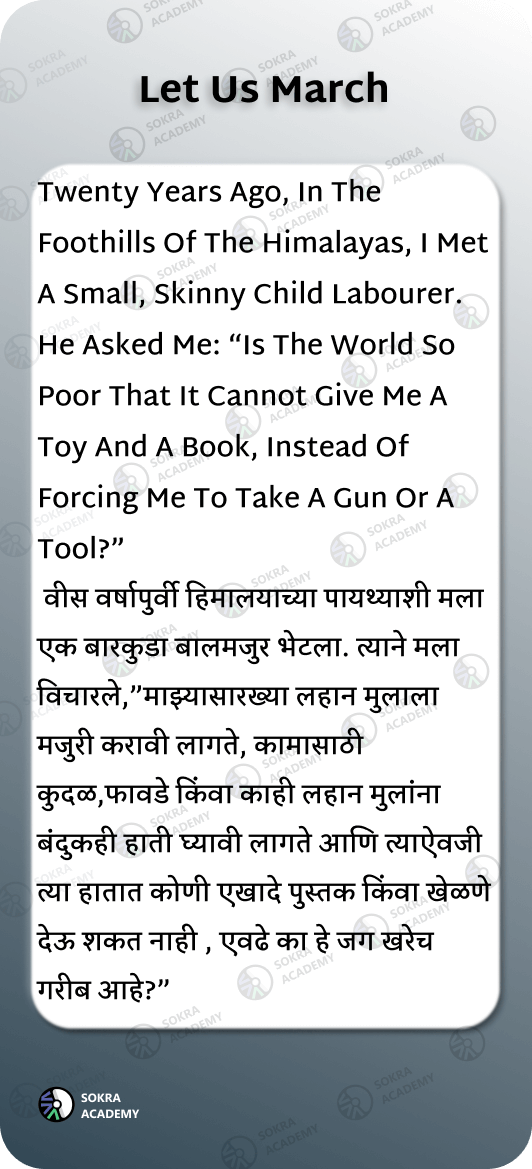 Let Us March
Twenty Years Ago, In The
Foothills Of The Himalayas, I Met
A Small, Skinny Child Labourer.
He Asked Me: “Is The World So
Poor That It Cannot Give Me A
Toy And A Book, Instead Of
Forcing Me To Take A Gun Or A
Tool?”
वीस वर्षापुर्वी हिमालयाच्या पायथ्याशी मला
एक बारकुडा बालमजुर भेटला. त्याने मला
विचारले,”माझ्यासारख्या लहान मुलाला
मजुरी करावी लागते, कामासाठी
कुदळ,फावडे किंवा काही लहान मुलांना
बंदुकही हाती घ्यावी लागते आणि त्याऐवजी
त्या हातात कोणी एखादे पुस्तक किंवा खेळणे
देऊ शकत नाही , एवढे का हे जग खरेच
गरीब आहे?”
SOKRA
ACADEMY